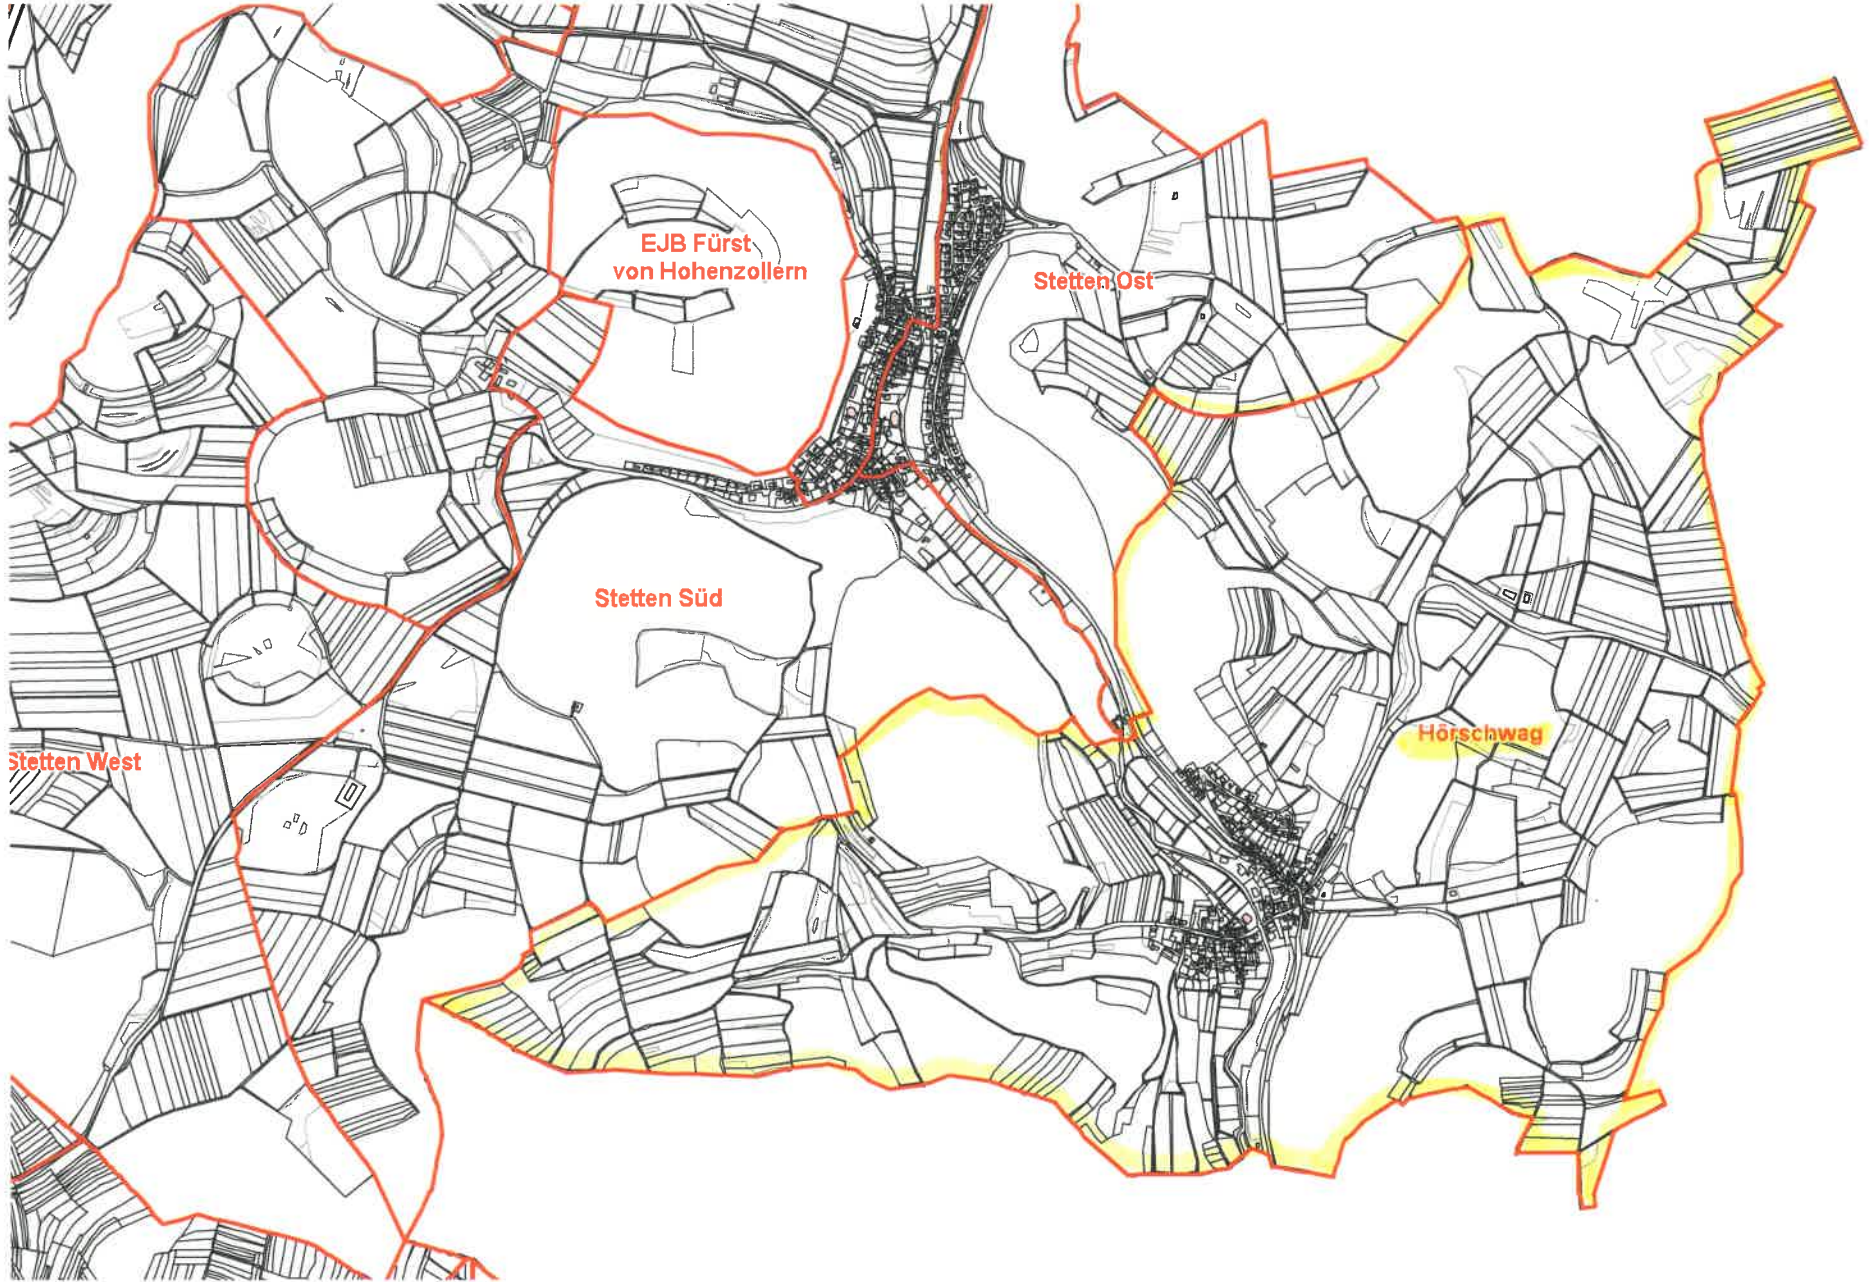 EJB Fürst
von Hohenzollern
Stetten Ost
Stetten Süd
Hörschwag
Stetten West